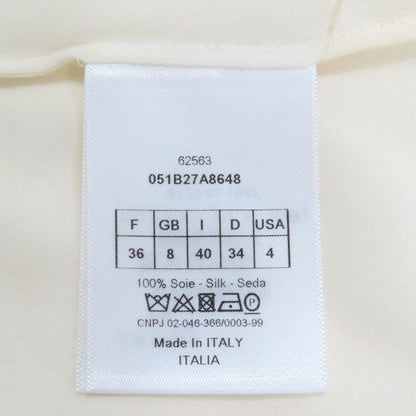 62563
051B27A8648
F GB I D USA
36 8 40 34 4
100% Soie - Silk - Seda
P
CNPJ 02-046-366/0003-99
Made In ITALY
ITALIA